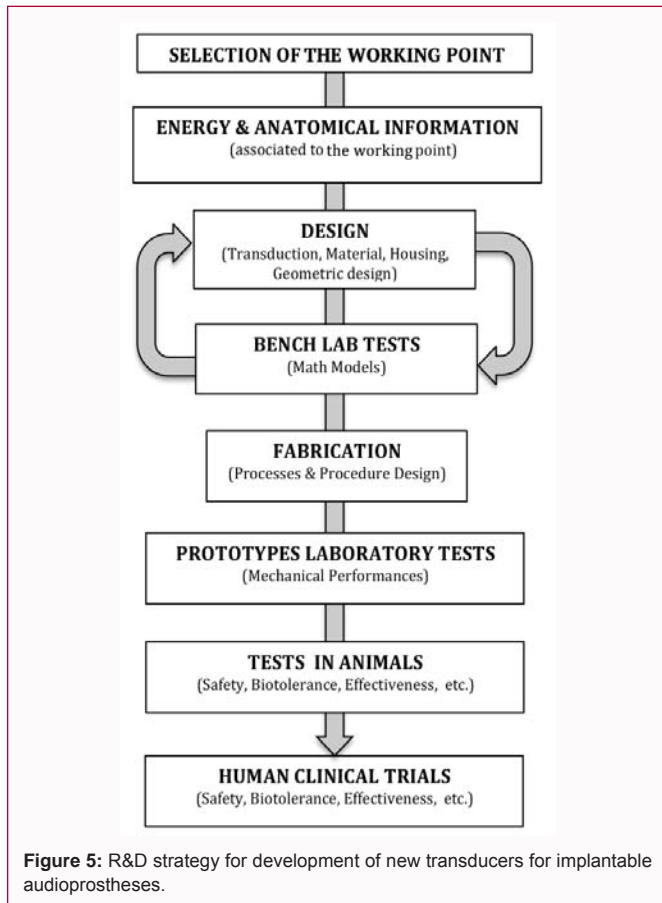 SELECTION OF THE WORKING POINT
ENERGY & ANATOMICAL INFORMATION
(associated to the working point)
DESIGN
(Transduction, Material, Housing,
Geometric design)
BENCH LAB TESTS
(Math Models)
FABRICATION
(Processes & Procedure Design)
PROTOTYPES LABORATORY TESTS
(Mechanical Performances)
TESTS IN ANIMALS
(Safety, Biotolerance, Effectiveness, etc.)
HUMAN CLINICAL TRIALS
(Safety, Biotolerance, Effectiveness, etc.)
Figure 5: R&D strategy for development of new transducers for implantable
audioprostheses.